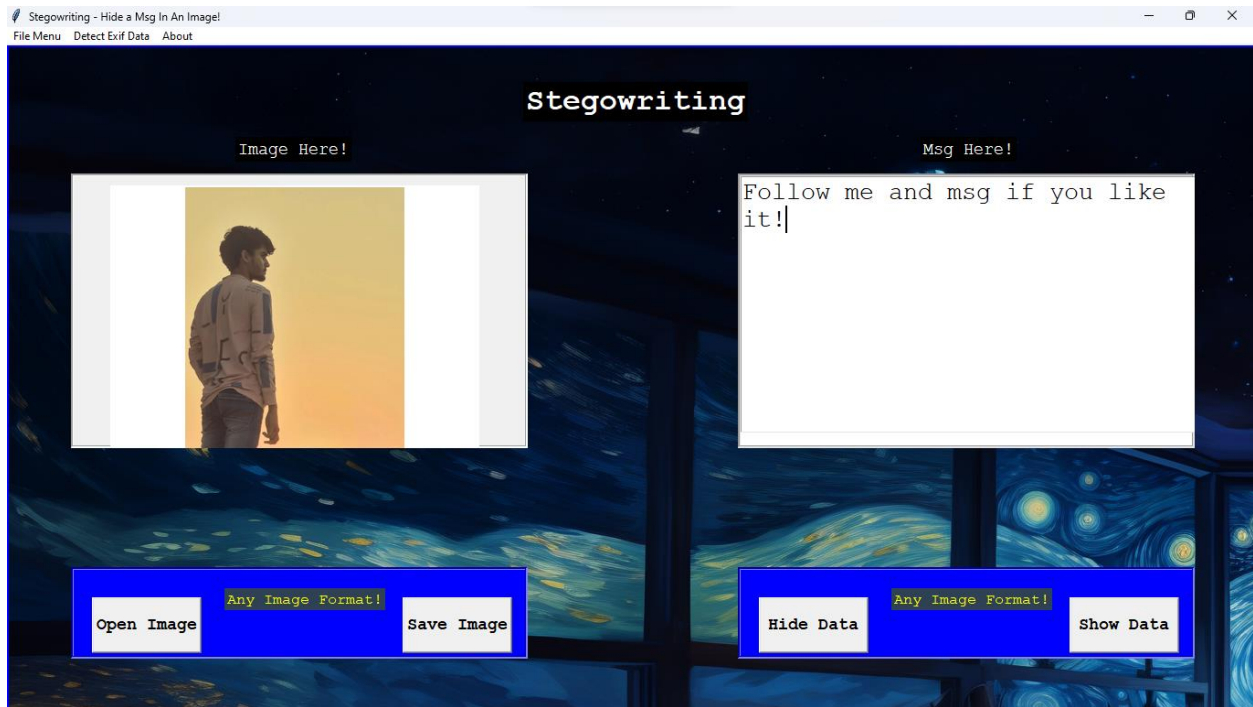 Stegowriting - Hide a Msg In An Image!
File Menu Detect Exif Data About
Stegowriting
Image Here!
Msg Here!
Follow me and msg if you like
it!
Any Image Format!
Open Image
Save Image
Any Image Format!
Hide Data
Show Data